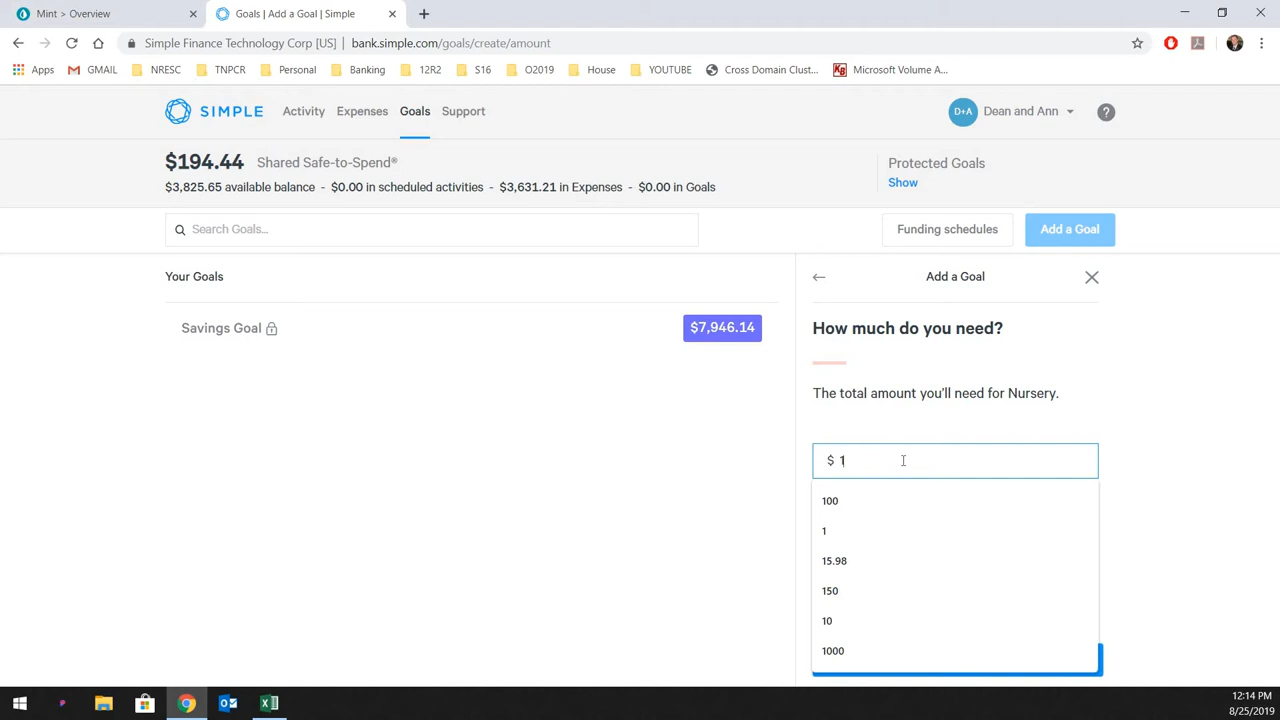 Mint > Overview
Goals | Add a Goal | Simple
Simple Finance Technology Corp [US] | bank.simple.com/goals/create/amount
Apps GMAIL NRESC TNPCR Personal Banking 12R2 S16 O2019 House YOUTUBE Cross Domain Clust... Microsoft Volume A...
SIMPLE Activity Expenses Goals Support D+A Dean and Ann ?
$194.44 Shared Safe-to-Spend® Protected Goals
$3,825.65 available balance - $0.00 in scheduled activities - $3,631.21 in Expenses - $0.00 in Goals Show
Search Goals... Funding schedules Add a Goal
Your Goals Add a Goal
Savings Goal $7,946.14 How much do you need?
The total amount you'll need for Nursery.
$ 1
100
1
15.98
150
10
1000
12:14 PM
8/25/2019